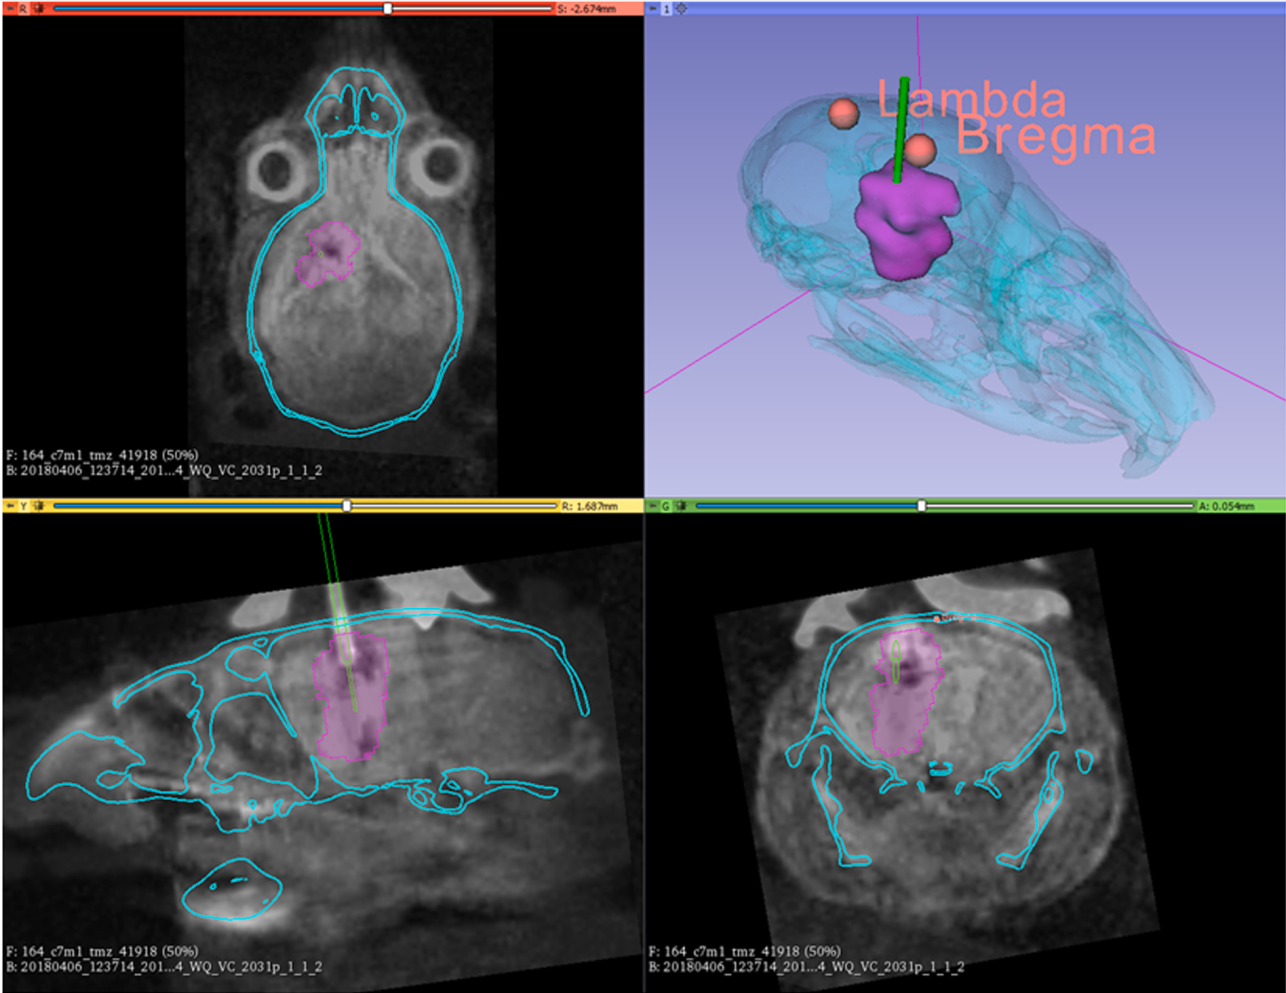 R
S: -2.674mm
1
Lambda
Bregma
F: 164_c7m1_tmz_41918 (50%)
B: 20180406_123714_201...4_WQ_VC_2031p_1_1_2
Y
R: 1.687mm
G
A: 0.054mm
F: 164_c7m1_tmz_41918 (50%)
B: 20180406_123714_201...4_WQ_VC_2031p_1_1_2
F: 164_c7m1_tmz_41918 (50%)
B: 20180406_123714_201...4_WQ_VC_2031p_1_1_2